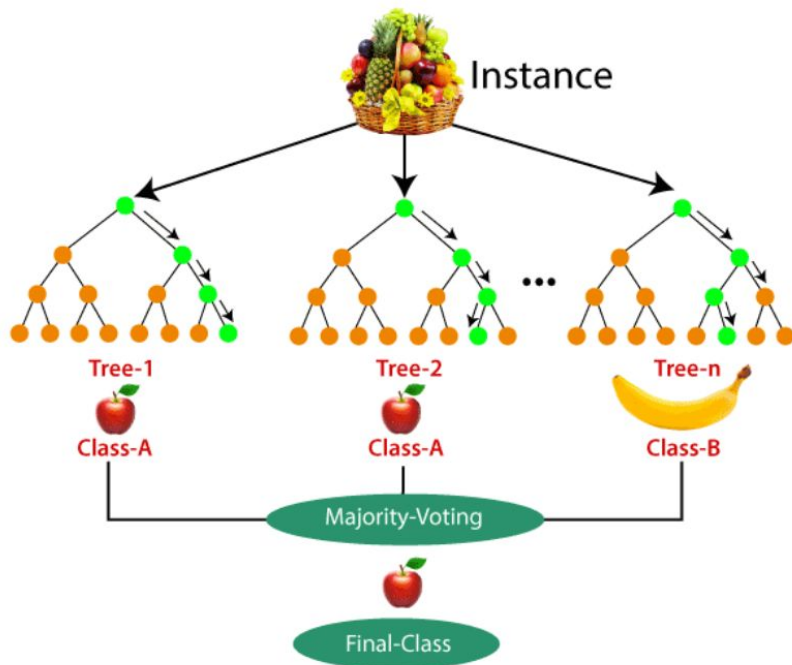 Instance
...
Tree-1
Tree-2
Tree-n
Class-A
Class-A
Class-B
Majority-Voting
Final-Class